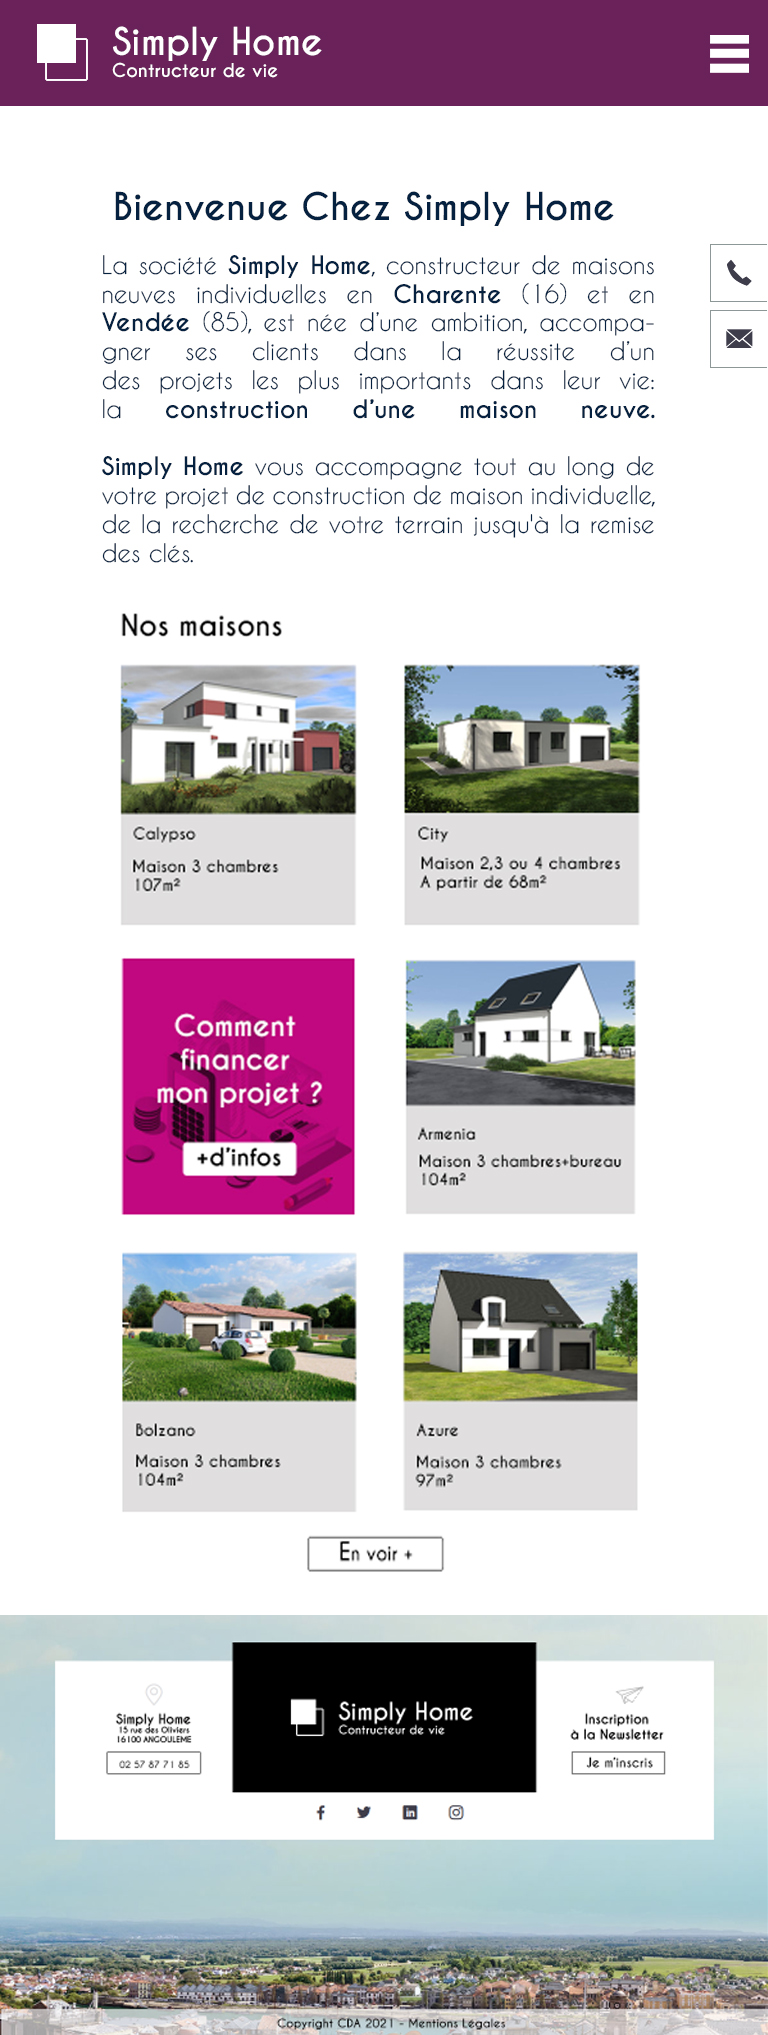 Simply Home
Contructeur de vie
Bienvenue Chez Simply Home
La société Simply Home, constructeur de maisons
neuves individuelles en Charente (16) et en
Vendée (85), est née d'une ambition, accompa-
gner ses clients dans la réussite d'un
des projets les plus importants dans leur vie:
la construction d'une maison neuve.
Simply Home vous accompagne tout au long de
votre projet de construction de maison individuelle,
de la recherche de votre terrain jusqu'à la remise
des clés.
Nos maisons
Calypso
Maison 3 chambres
107m²
City
Maison 2,3 ou 4 chambres
A partir de 68m²
Comment
financer
mon projet ?
+d'infos
Armenia
Maison 3 chambres+bureau
104m²
Bolzano
Maison 3 chambres
104m²
Azure
Maison 3 chambres
97m²
En voir +
Simply Home
15 rue des Oliviers
16100 ANGOULEME
02 57 87 71 85
Simply Home
Contructeur de vie
Inscription
à la Newsletter
Je m'inscris
Copyright CDA 2021 - Mentions Légales